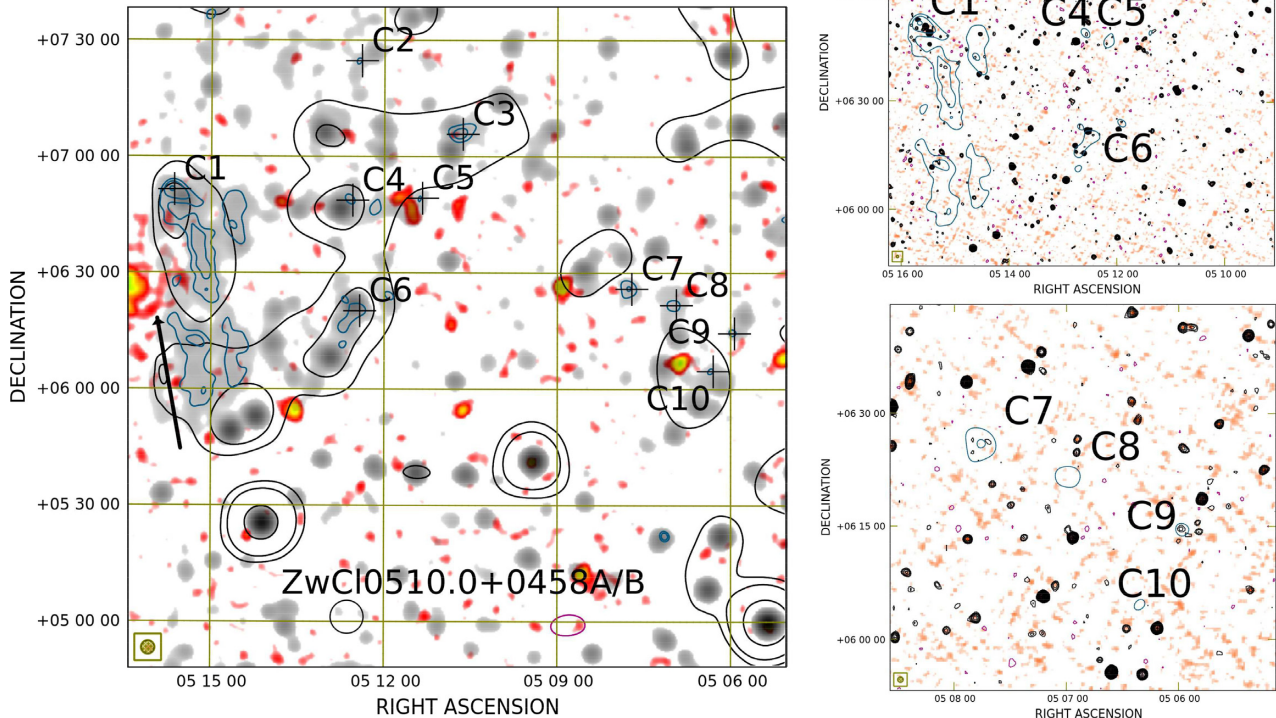 C2
C3
C1
C4
C5
C6
C7
C8
C9
C10
ZwCl0510.0+0458A/B
+07 30 00
+07 00 00
+06 30 00
+06 00 00
+05 30 00
+05 00 00
DECLINATION
05 15 00
05 12 00
05 09 00
05 06 00
RIGHT ASCENSION
C1
C4
C5
C6
+06 30 00
+06 00 00
DECLINATION
05 16 00
05 14 00
05 12 00
05 10 00
RIGHT ASCENSION
C7
C8
C9
C10
+06 30 00
+06 15 00
+06 00 00
DECLINATION
05 08 00
05 07 00
05 06 00
RIGHT ASCENSION